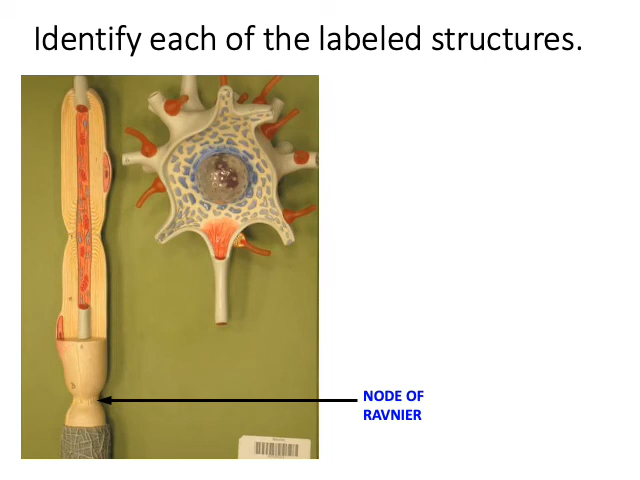 Identify each of the labeled structures.
NODE OF
RAVNIER